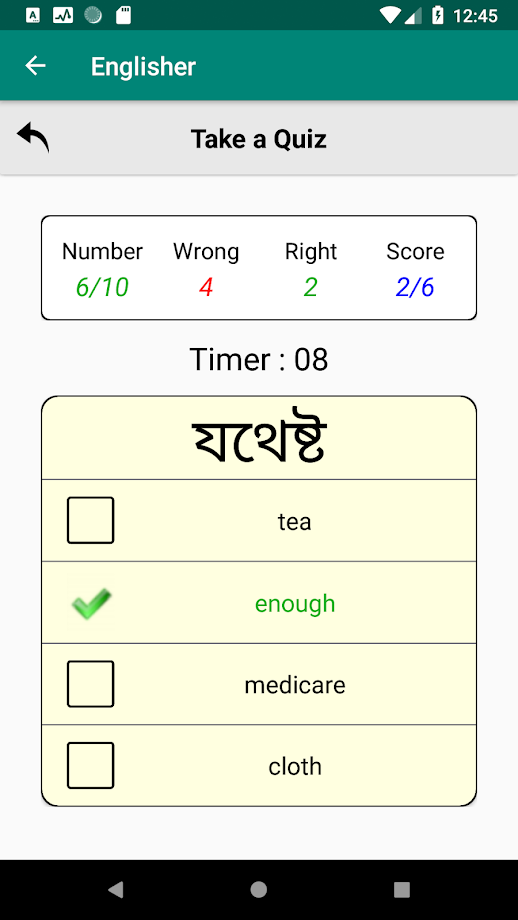 12:45
Englisher
Take a Quiz
Number Wrong Right Score
6/10 4 2 2/6
Timer : 08
যথেষ্ট
tea
enough
medicare
cloth